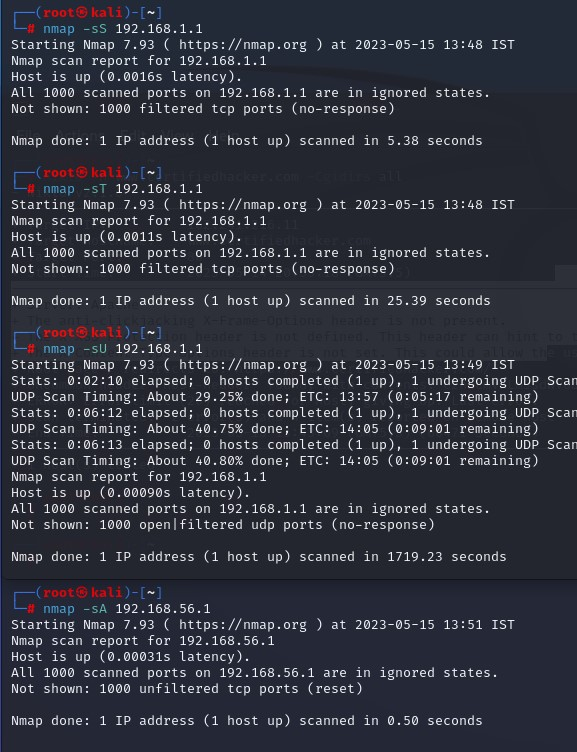 ┌──(root㉿kali)-[~]
└─# nmap -sS 192.168.1.1
Starting Nmap 7.93 ( https://nmap.org ) at 2023-05-15 13:48 IST
Nmap scan report for 192.168.1.1
Host is up (0.0016s latency).
All 1000 scanned ports on 192.168.1.1 are in ignored states.
Not shown: 1000 filtered tcp ports (no-response)
Nmap done: 1 IP address (1 host up) scanned in 5.38 seconds
┌──(root㉿kali)-[~]
└─# nmap -sT 192.168.1.1
Starting Nmap 7.93 ( https://nmap.org ) at 2023-05-15 13:48 IST
Nmap scan report for 192.168.1.1
Host is up (0.0011s latency).
All 1000 scanned ports on 192.168.1.1 are in ignored states.
Not shown: 1000 filtered tcp ports (no-response)
Nmap done: 1 IP address (1 host up) scanned in 25.39 seconds
The anti-clickjacking X-Frame-Options header is not present.
┌──(root㉿kali)-[~]
└─# nmap -sU 192.168.1.1
Starting Nmap 7.93 ( https://nmap.org ) at 2023-05-15 13:49 IST
Stats: 0:02:10 elapsed; 0 hosts completed (1 up), 1 undergoing UDP Scan
UDP Scan Timing: About 29.25% done; ETC: 13:57 (0:05:17 remaining)
Stats: 0:06:12 elapsed; 0 hosts completed (1 up), 1 undergoing UDP Scan
UDP Scan Timing: About 40.75% done; ETC: 14:05 (0:09:01 remaining)
Stats: 0:06:13 elapsed; 0 hosts completed (1 up), 1 undergoing UDP Scan
UDP Scan Timing: About 40.80% done; ETC: 14:05 (0:09:01 remaining)
Nmap scan report for 192.168.1.1
Host is up (0.00090s latency).
All 1000 scanned ports on 192.168.1.1 are in ignored states.
Not shown: 1000 open|filtered udp ports (no-response)
Nmap done: 1 IP address (1 host up) scanned in 1719.23 seconds
┌──(root㉿kali)-[~]
└─# nmap -sA 192.168.56.1
Starting Nmap 7.93 ( https://nmap.org ) at 2023-05-15 13:51 IST
Nmap scan report for 192.168.56.1
Host is up (0.00031s latency).
All 1000 scanned ports on 192.168.56.1 are in ignored states.
Not shown: 1000 unfiltered tcp ports (reset)
Nmap done: 1 IP address (1 host up) scanned in 0.50 seconds